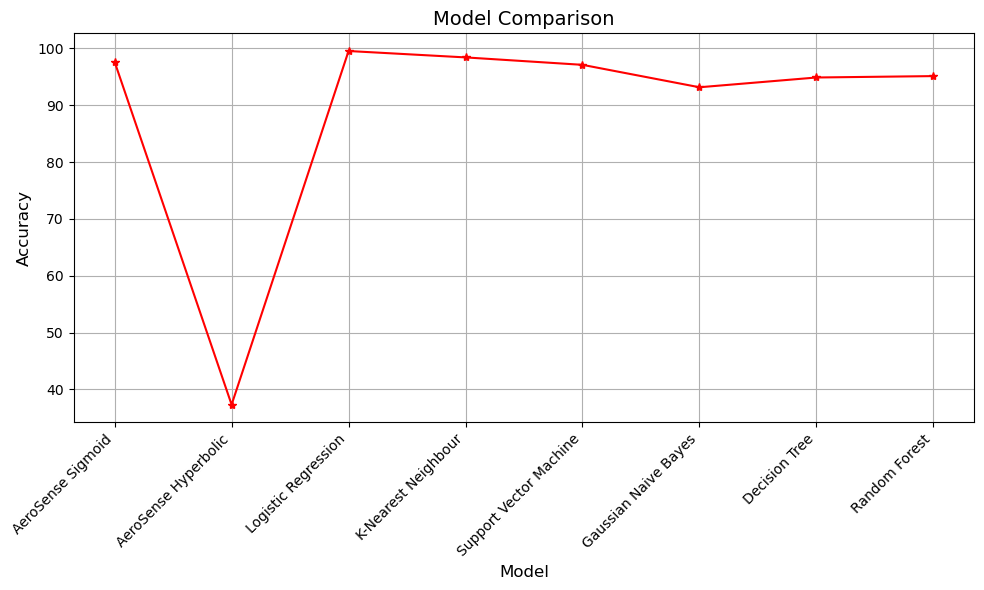 Model Comparison
100
90
80
70
60
50
40
Accuracy
AeroSense Sigmoid
AeroSense Hyperbolic
Logistic Regression
K-Nearest Neighbour
Support Vector Machine
Gaussian Naive Bayes
Decision Tree
Random Forest
Model